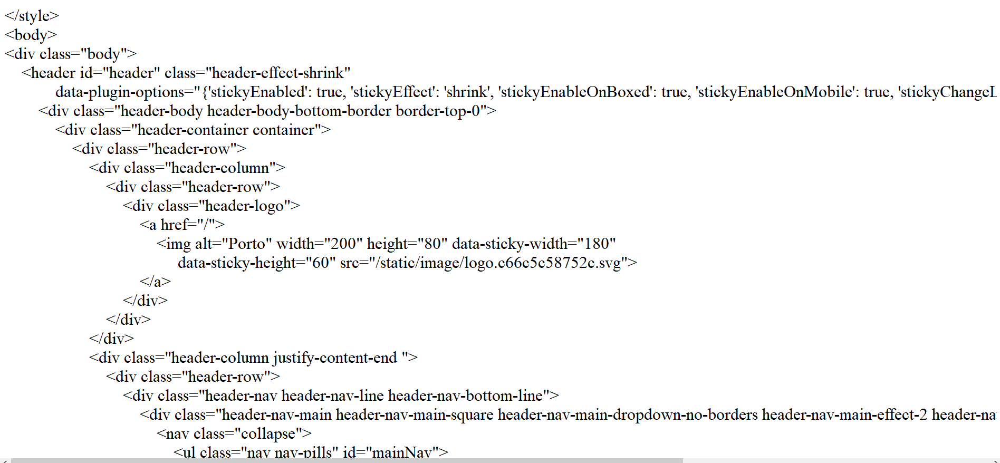 </style>
<body>
<div class="body">
<header id="header" class="header-effect-shrink"
data-plugin-options="{'stickyEnabled': true, 'stickyEffect': 'shrink', 'stickyEnableOnBoxed': true, 'stickyEnableOnMobile': true, 'stickyChangeL
<div class="header-body header-body-bottom-border border-top-0">
<div class="header-container container">
<div class="header-row">
<div class="header-column">
<div class="header-row">
<div class="header-logo">
<a href="/">
<img alt="Porto" width="200" height="80" data-sticky-width="180"
data-sticky-height="60" src="/static/image/logo.c66c5c58752c.svg">
</a>
</div>
</div>
</div>
<div class="header-column justify-content-end ">
<div class="header-row">
<div class="header-nav header-nav-line header-nav-bottom-line">
<div class="header-nav-main header-nav-main-square header-nav-main-dropdown-no-borders header-nav-main-effect-2 header-na
<nav class="collapse">
<ul class="nav nav-pills" id="mainNav">